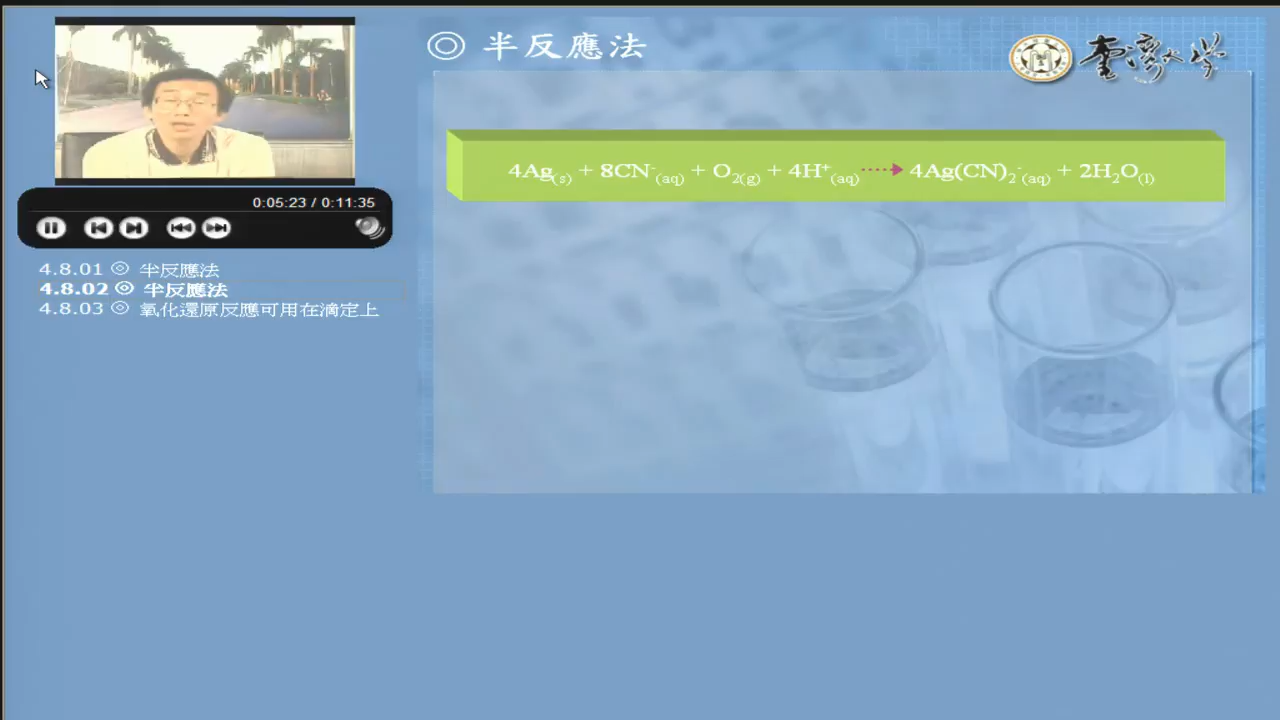 ◎ 半反應法
臺灣大學
4Ag(s) + 8CN-(aq) + O2(g) + 4H+(aq) ⋯→ 4Ag(CN)2-(aq) + 2H2O(l)
0:05:23 / 0:11:35
4.8.01 ◎ 半反應法
4.8.02 ◎ 半反應法
4.8.03 ◎ 氧化還原反應可用在滴定上